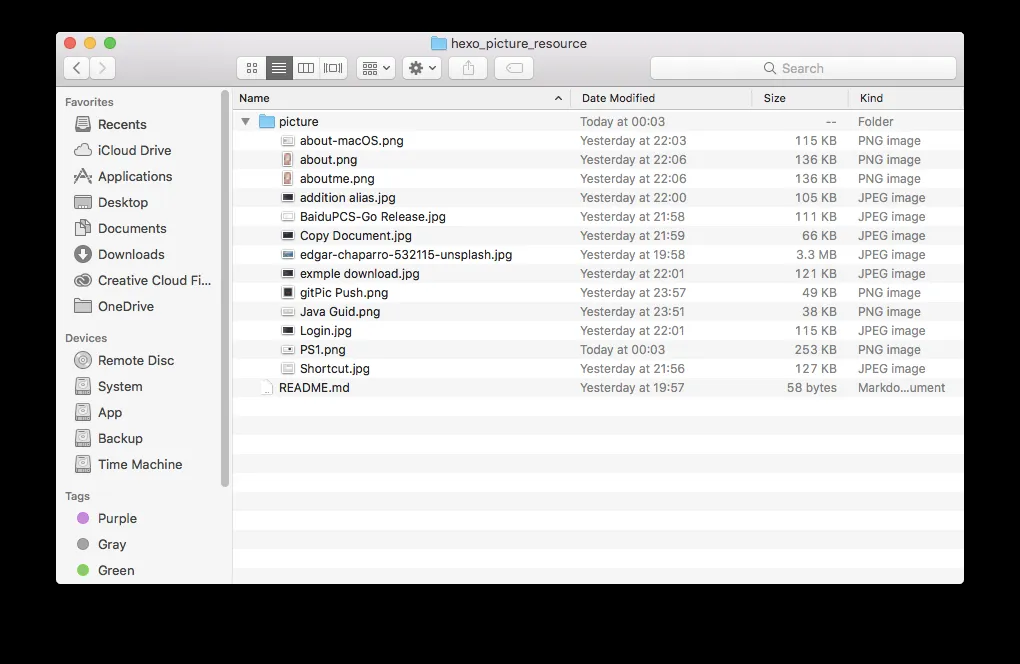 hexo_picture_resource
Search
Favorites
Recents
iCloud Drive
Applications
Desktop
Documents
Downloads
Creative Cloud Fi...
OneDrive
Devices
Remote Disc
System
App
Backup
Time Machine
Tags
Purple
Gray
Green
Name Date Modified Size Kind
picture Today at 00:03 -- Folder
about-macOS.png Yesterday at 22:03 115 KB PNG image
about.png Yesterday at 22:06 136 KB PNG image
aboutme.png Yesterday at 22:06 136 KB PNG image
addition alias.jpg Yesterday at 22:00 105 KB JPEG image
BaiduPCS-Go Release.jpg Yesterday at 21:58 111 KB JPEG image
Copy Document.jpg Yesterday at 21:59 66 KB JPEG image
edgar-chaparro-532115-unsplash.jpg Yesterday at 19:58 3.3 MB JPEG image
exmple download.jpg Yesterday at 22:01 121 KB JPEG image
gitPic Push.png Yesterday at 23:57 49 KB PNG image
Java Guid.png Yesterday at 23:51 38 KB PNG image
Login.jpg Yesterday at 22:01 115 KB JPEG image
PS1.png Today at 00:03 253 KB PNG image
Shortcut.jpg Yesterday at 21:56 127 KB JPEG image
README.md Yesterday at 19:57 58 bytes Markdo...ument